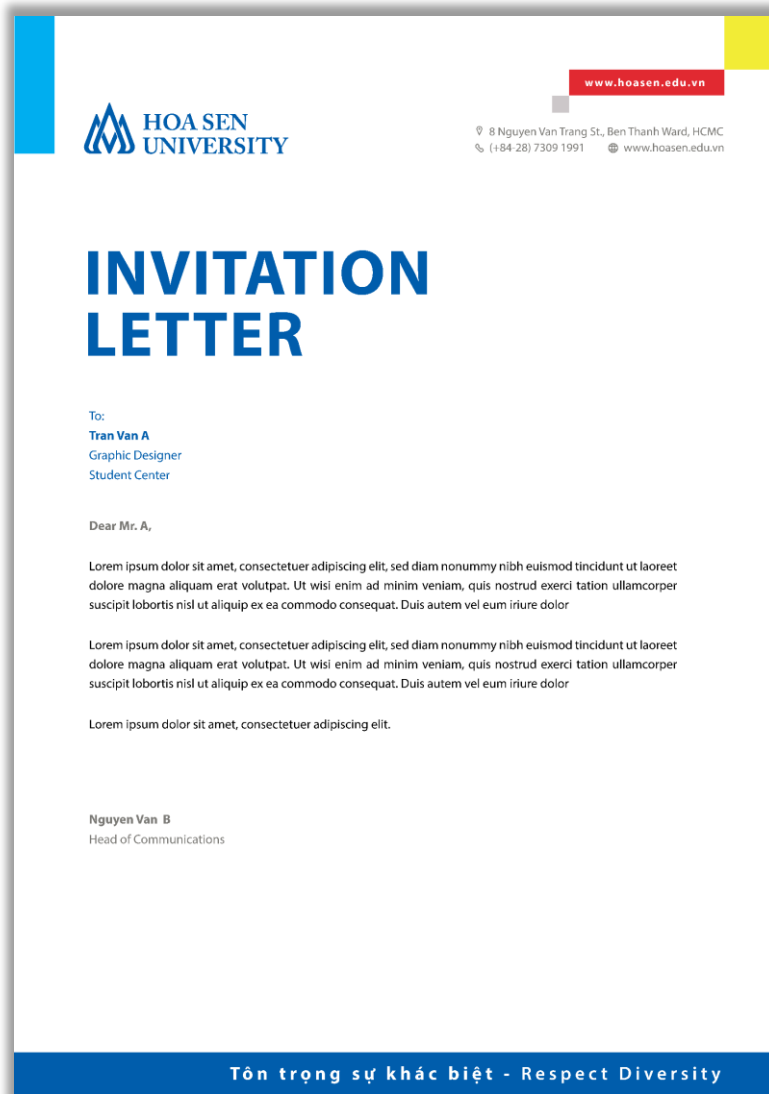 www.hoasen.edu.vn
HOA SEN
UNIVERSITY
8 Nguyen Van Trang St., Ben Thanh Ward, HCMC
(+84-28) 7309 1991 www.hoasen.edu.vn
INVITATION
LETTER
To:
Tran Van A
Graphic Designer
Student Center
Dear Mr. A,
Lorem ipsum dolor sit amet, consectetuer adipiscing elit, sed diam nonummy nibh euismod tincidunt ut laoreet
dolore magna aliquam erat volutpat. Ut wisi enim ad minim veniam, quis nostrud exerci tation ullamcorper
suscipit lobortis nisl ut aliquip ex ea commodo consequat. Duis autem vel eum iriure dolor
Lorem ipsum dolor sit amet, consectetuer adipiscing elit, sed diam nonummy nibh euismod tincidunt ut laoreet
dolore magna aliquam erat volutpat. Ut wisi enim ad minim veniam, quis nostrud exerci tation ullamcorper
suscipit lobortis nisl ut aliquip ex ea commodo consequat. Duis autem vel eum iriure dolor
Lorem ipsum dolor sit amet, consectetuer adipiscing elit.
Nguyen Van B
Head of Communications
Tôn trọng sự khác biệt - Respect Diversity